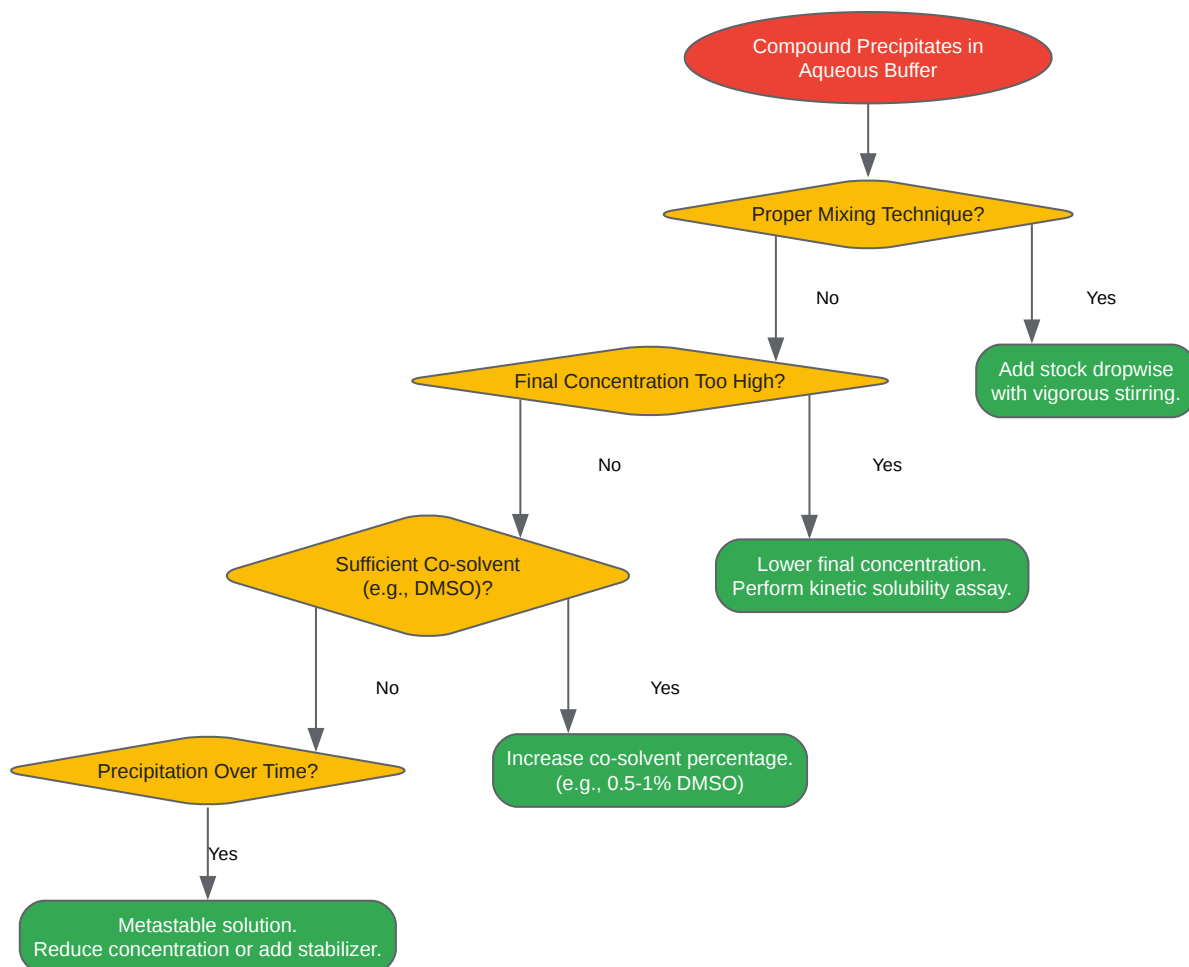 Compound Precipitates in
Aqueous Buffer
Proper Mixing Technique?
No
Yes
Add stock dropwise
with vigorous stirring.
Final Concentration Too High?
No
Yes
Lower final concentration.
Perform kinetic solubility assay.
Sufficient Co-solvent
(e.g., DMSO)?
No
Yes
Increase co-solvent percentage.
(e.g., 0.5-1% DMSO)
Precipitation Over Time?
Yes
Metastable solution.
Reduce concentration or add stabilizer.